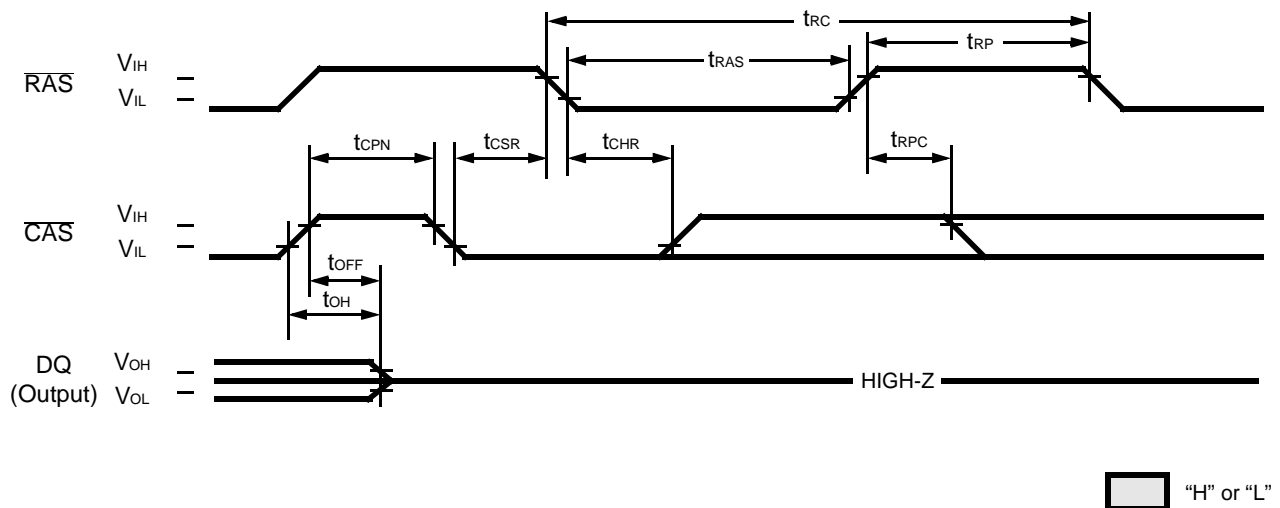 tRC
tRP
tRAS
RAS
VIH
VIL
tCPN
tCSR
tCHR
tRPC
CAS
VIH
VIL
tOFF
tOH
DQ
(Output)
VOH
VOL
HIGH-Z
“H” or “L”